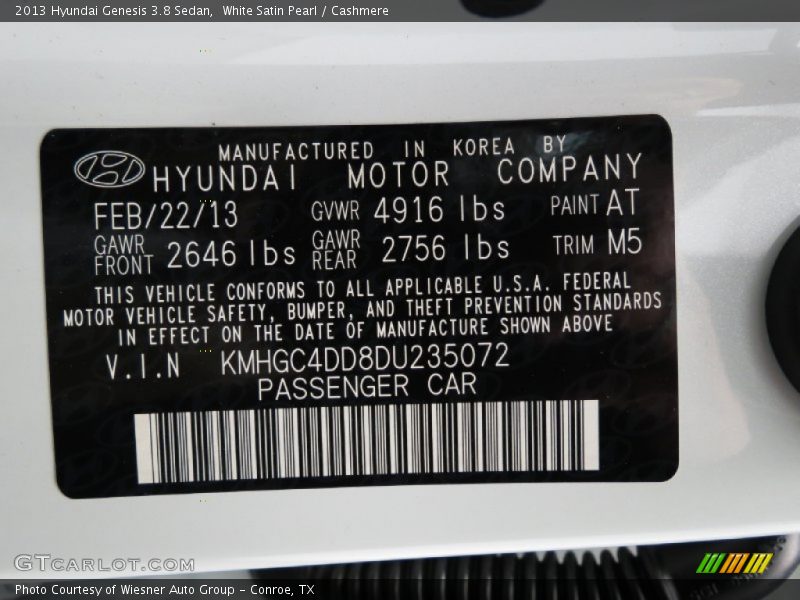 2013 Hyundai Genesis 3.8 Sedan,  White Satin Pearl / Cashmere
MANUFACTURED IN KOREA BY
HYUNDAI MOTOR COMPANY
FEB/22/13 GVWR 4916 lbs PAINT AT
GAWR FRONT 2646 lbs GAWR REAR 2756 lbs TRIM M5
THIS VEHICLE CONFORMS TO ALL APPLICABLE U.S.A. FEDERAL
MOTOR VEHICLE SAFETY, BUMPER, AND THEFT PREVENTION STANDARDS
IN EFFECT ON THE DATE OF MANUFACTURE SHOWN ABOVE
V.I.N KMHGC4DD8DU235072
PASSENGER CAR
GTcarlot.com
Photo Courtesy of Wiesner Auto Group - Conroe, TX